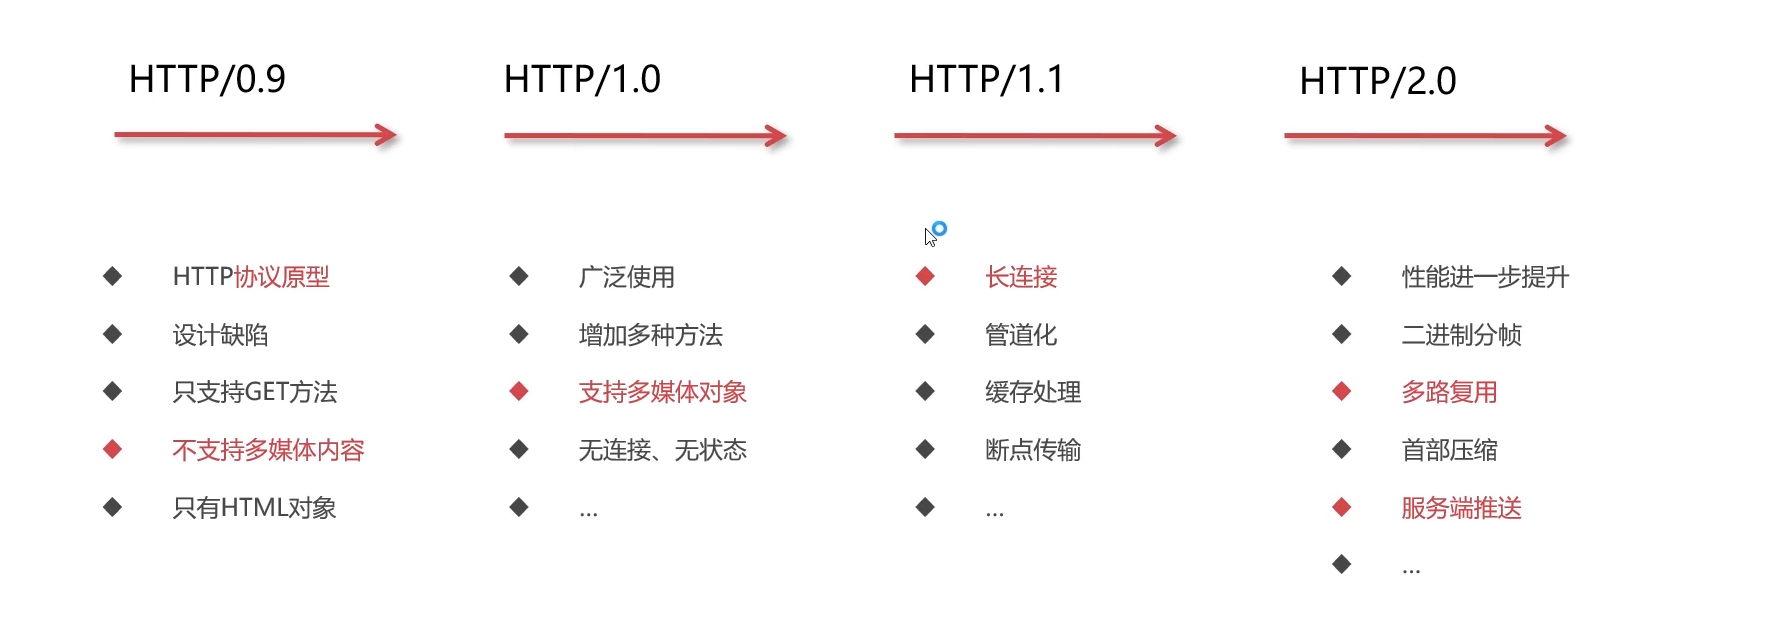 HTTP/0.9
HTTP协议原型
设计缺陷
只支持GET方法
不支持多媒体内容
只有HTML对象
HTTP/1.0
广泛使用
增加多种方法
支持多媒体对象
无连接、无状态
...
HTTP/1.1
长连接
管道化
缓存处理
断点传输
...
HTTP/2.0
性能进一步提升
二进制分帧
多路复用
首部压缩
服务端推送
...